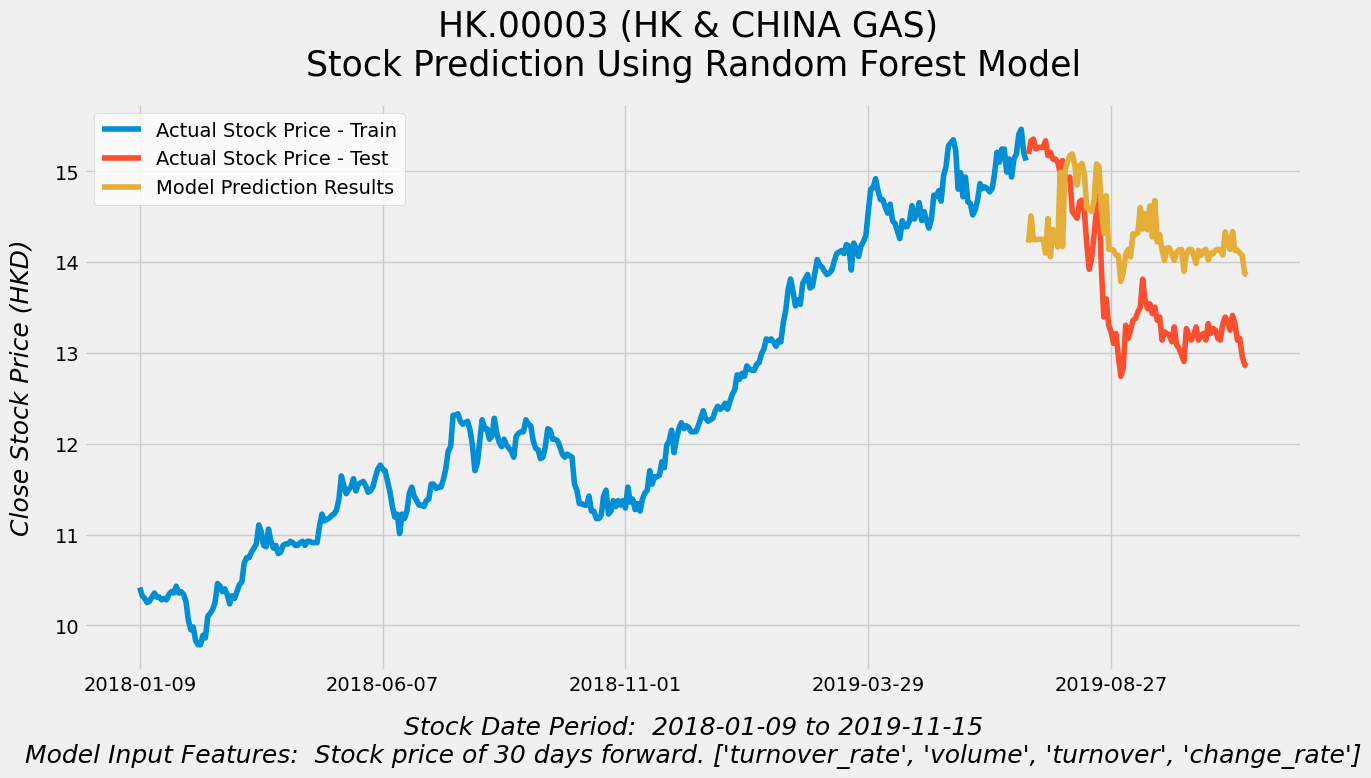 HK.00003 (HK & CHINA GAS)
Stock Prediction Using Random Forest Model
Actual Stock Price - Train
Actual Stock Price - Test
Model Prediction Results
Close Stock Price (HKD)
15
14
13
12
11
10
2018-01-09
2018-06-07
2018-11-01
2019-03-29
2019-08-27
Stock Date Period:  2018-01-09 to 2019-11-15
Model Input Features:  Stock price of 30 days forward. ['turnover_rate', 'volume', 'turnover', 'change_rate']